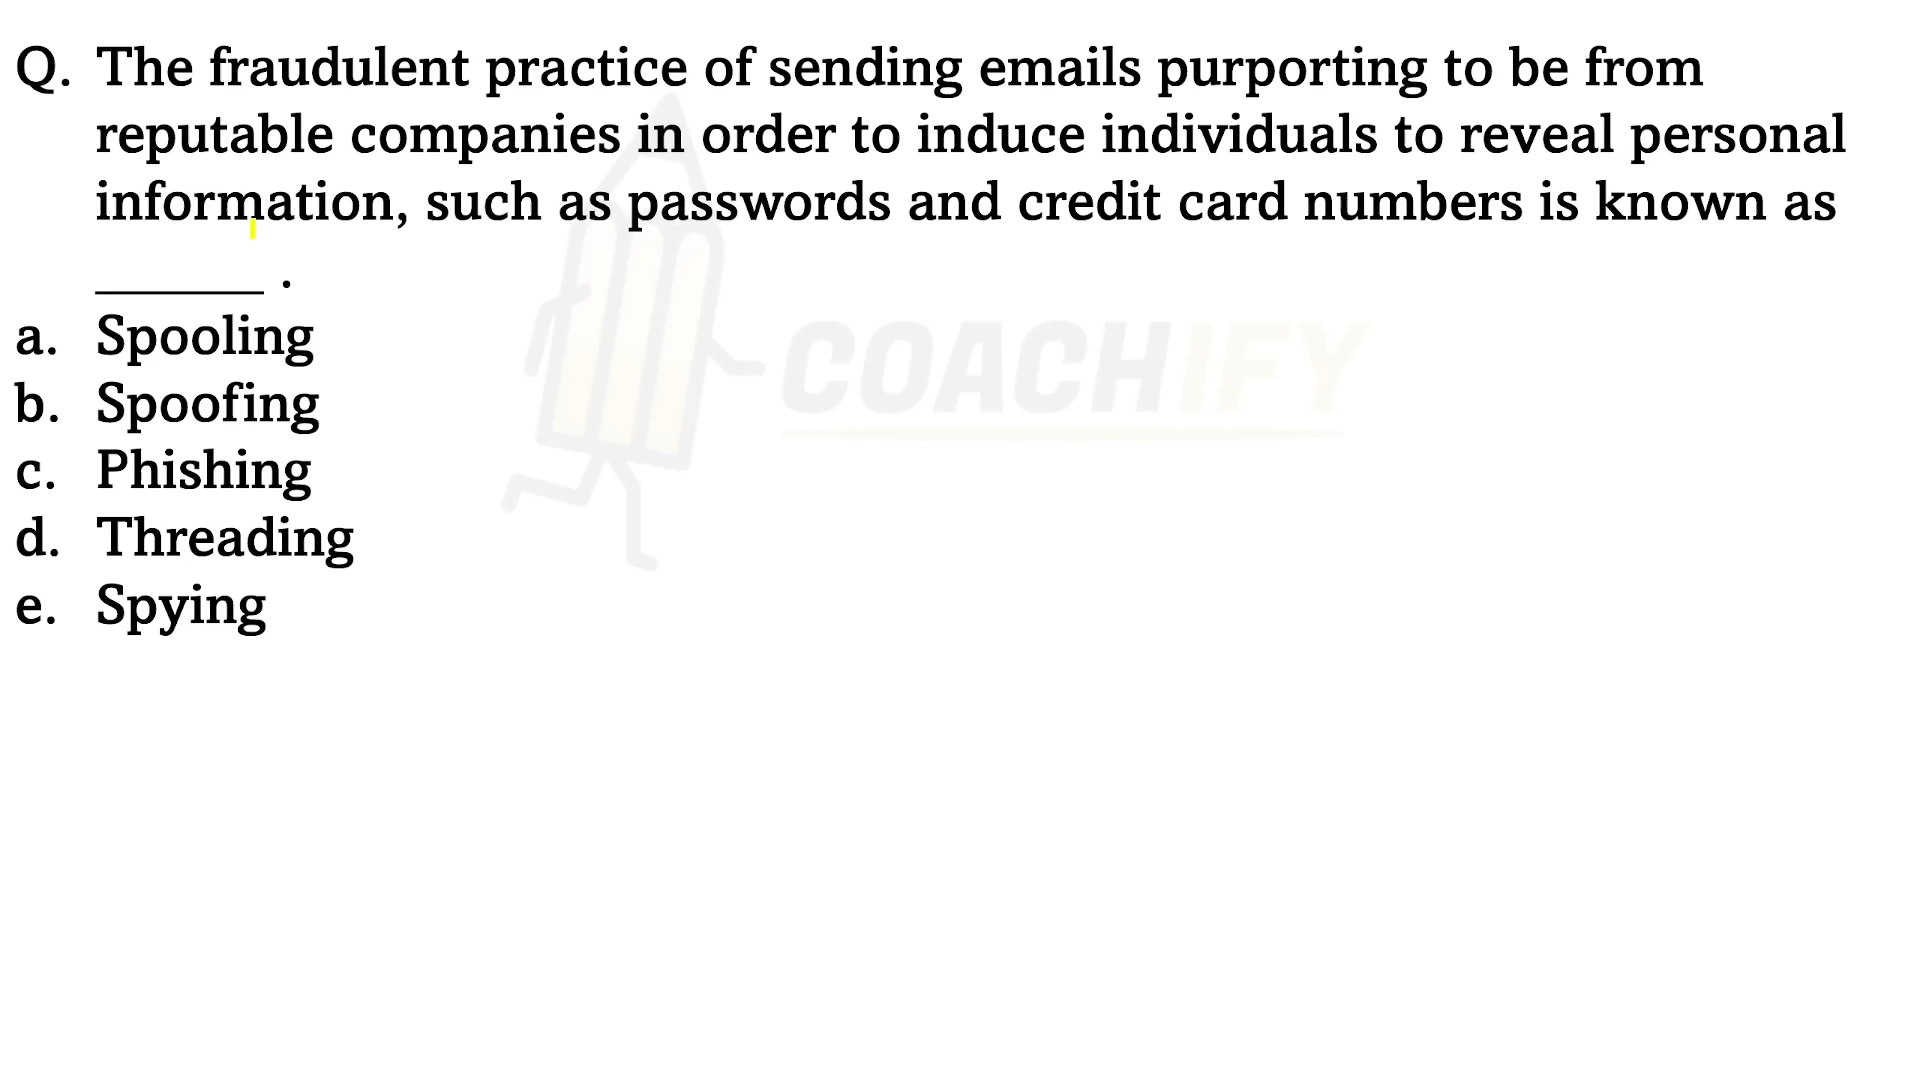 Q. The fraudulent practice of sending emails purporting to be from
reputable companies in order to induce individuals to reveal personal
information, such as passwords and credit card numbers is known as
_______ .
COACHIFY
a. Spooling
b. Spoofing
c. Phishing
d. Threading
e. Spying